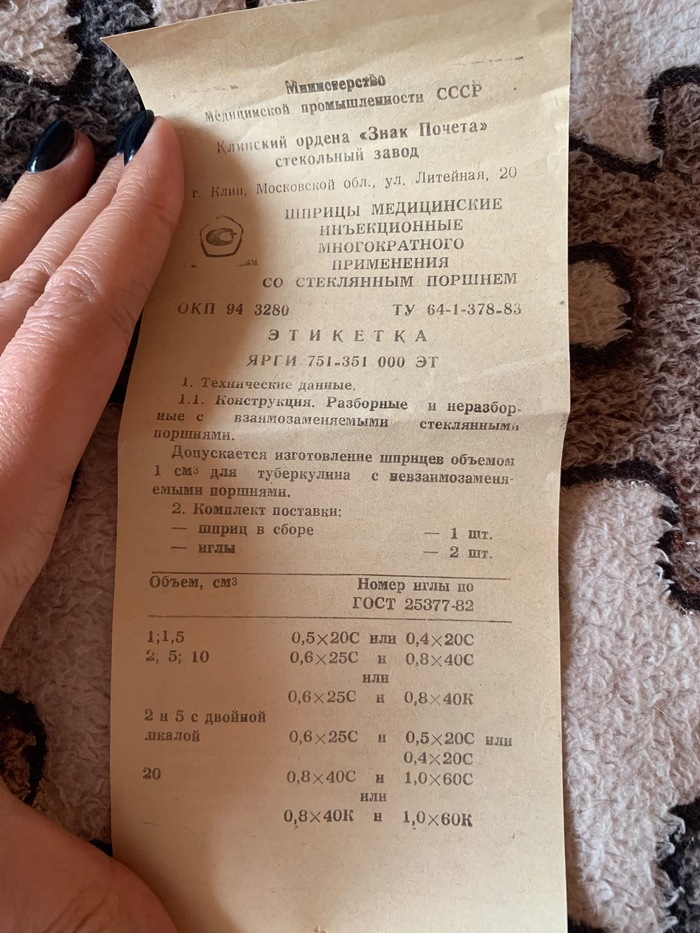 Министерство
Медицинской промышленности СССР
Клинский ордена «Знак Почета»
стекольный завод
г. Клин, Московской обл., ул. Литейная, 20
ШПРИЦЫ МЕДИЦИНСКИЕ
ИНЪЕКЦИОННЫЕ
МНОГОКРАТНОГО
ПРИМЕНЕНИЯ
СО СТЕКЛЯННЫМ ПОРШНЕМ
ОКП 94 3280 ТУ 64-1-378-83
ЭТИКЕТКА
ЯРГИ 751-351 000 ЭТ
1. Технические данные.
1.1. Конструкция. Разборные и неразбор-
ные с взаимозаменяемыми стеклянными
поршнями.
Допускается изготовление шприцев объемом
1 см³ для туберкулина с невзаимозаменя-
емыми поршнями.
2. Комплект поставки:
— шприц в сборе — 1 шт.
— иглы — 2 шт.
Объем, см³ Номер иглы по
ГОСТ 25377-82
1;1,5 0,5×20С или 0,4×20С
2; 5; 10 0,6×25С и 0,8×40С
или
0,6×25С и 0,8×40К
2 и 5 с двойной
шкалой 0,6×25С и 0,5×20С или
0,4×20С
20 0,8×40С и 1,0×60С
или
0,8×40К и 1,0×60К